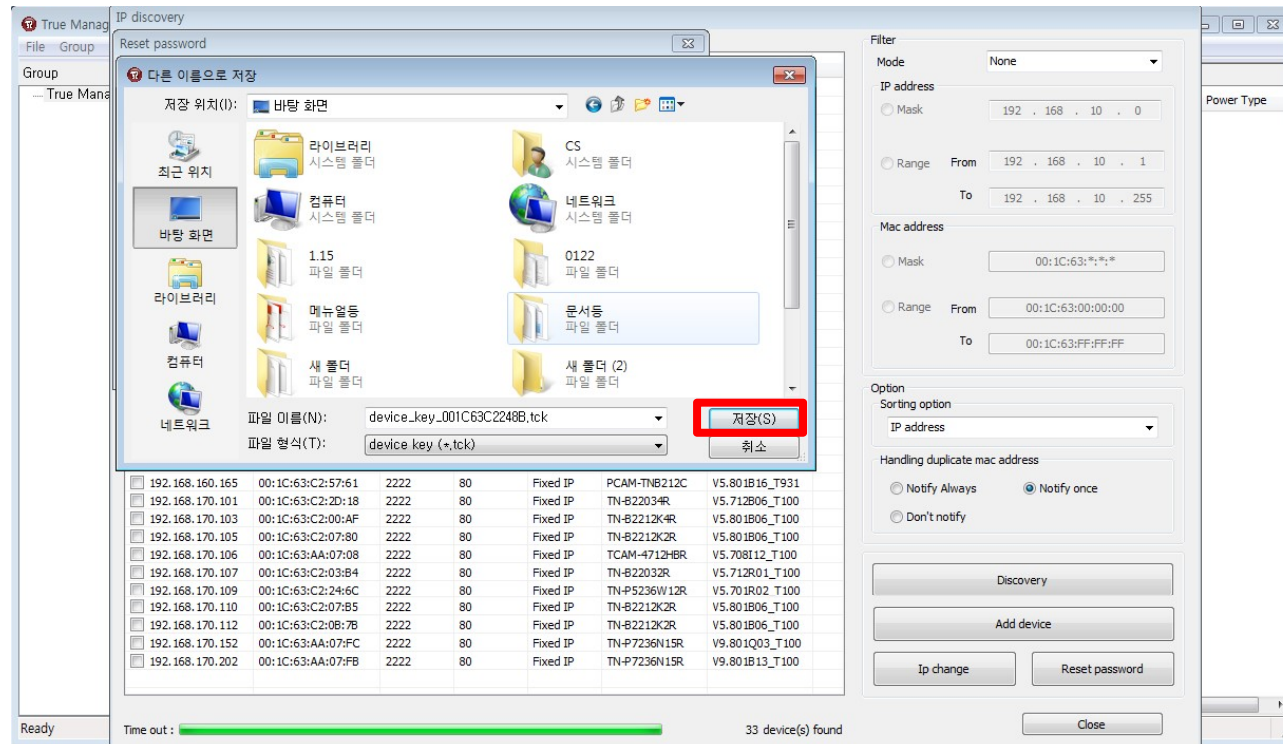 True Manag
File Group
Group
True Mana
IP discovery
Reset password
다른 이름으로 저장
저장 위치(I):
바탕 화면
최근 위치
바탕 화면
라이브러리
컴퓨터
네트워크
라이브러리
시스템 폴더
CS
시스템 폴더
컴퓨터
시스템 폴더
네트워크
시스템 폴더
1.15
파일 폴더
0122
파일 폴더
메뉴얼등
파일 폴더
문서등
파일 폴더
새 폴더
파일 폴더
새 폴더 (2)
파일 폴더
파일 이름(N):
device_key_001C63C2248B.tck
저장(S)
파일 형식(T):
device key (*.tck)
취소
192.168.160.165 00:1C:63:C2:57:61 2222 80 Fixed IP PCAM-TNB212C V5.801B16_T931
192.168.170.101 00:1C:63:C2:2D:18 2222 80 Fixed IP TN-B22034R V5.712B06_T100
192.168.170.103 00:1C:63:C2:00:AF 2222 80 Fixed IP TN-B2212K4R V5.801B06_T100
192.168.170.105 00:1C:63:C2:07:80 2222 80 Fixed IP TN-B2212K2R V5.801B06_T100
192.168.170.106 00:1C:63:AA:07:08 2222 80 Fixed IP TCAM-4712HBR V5.708I12_T100
192.168.170.107 00:1C:63:C2:03:B4 2222 80 Fixed IP TN-B22032R V5.712R01_T100
192.168.170.109 00:1C:63:C2:24:6C 2222 80 Fixed IP TN-P5236W12R V5.701R02_T100
192.168.170.110 00:1C:63:C2:07:B5 2222 80 Fixed IP TN-B2212K2R V5.801B06_T100
192.168.170.112 00:1C:63:C2:0B:7B 2222 80 Fixed IP TN-B2212K2R V5.801B06_T100
192.168.170.152 00:1C:63:AA:07:FC 2222 80 Fixed IP TN-P7236N15R V9.801Q03_T100
192.168.170.202 00:1C:63:AA:07:FB 2222 80 Fixed IP TN-P7236N15R V9.801B13_T100
Time out :
33 device(s) found
Filter
Mode None
IP address
Mask 192 . 168 . 10 . 0
Range From 192 . 168 . 10 . 1
To 192 . 168 . 10 . 255
Mac address
Mask 00:1C:63:*:*:*
Range From 00:1C:63:00:00:00
To 00:1C:63:FF:FF:FF
Option
Sorting option
IP address
Handling duplicate mac address
Notify Always Notify once
Don't notify
Discovery
Add device
Ip change Reset password
Close
Power Type
Ready